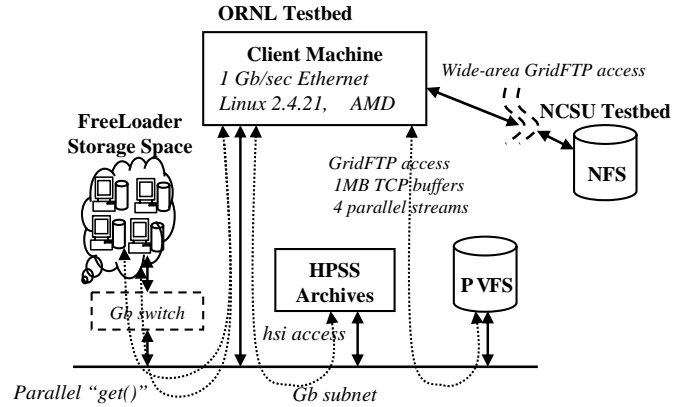 ORNL Testbed
Client Machine
1 Gb/sec Ethernet
Linux 2.4.21, AMD
Wide-area GridFTP access
NCSU Testbed
NFS
FreeLoader
Storage Space
GridFTP access
1MB TCP buffers
4 parallel streams
HPSS
Archives
PVFS
Gb switch
hsi access
Parallel “get()”
Gb subnet